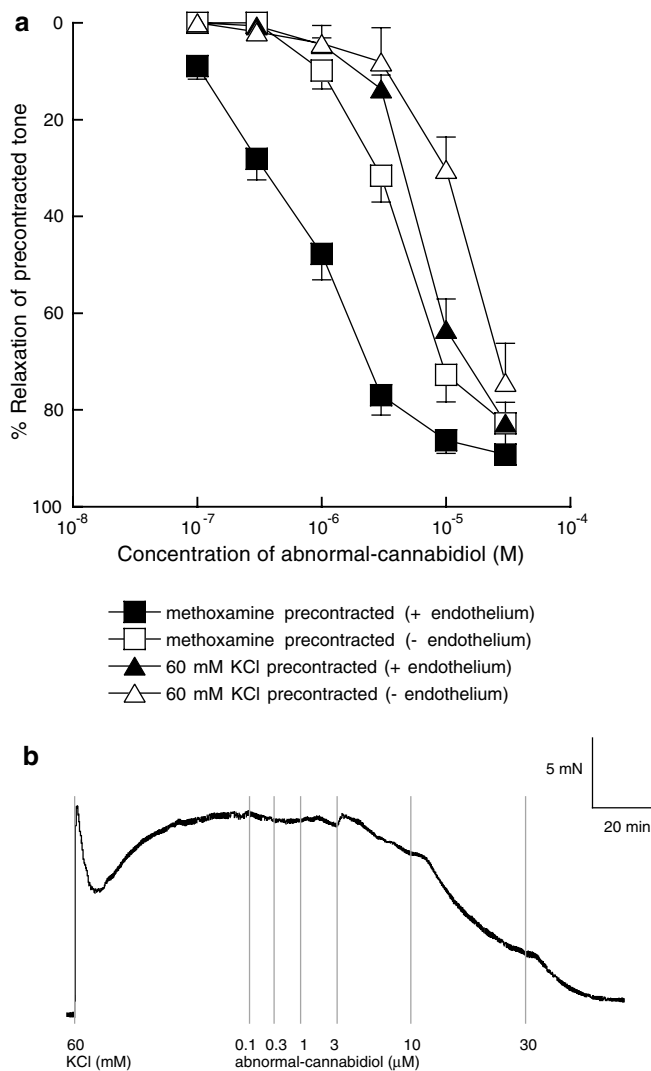 a
% Relaxation of precontracted tone
0
20
40
60
80
100
10-8
10-7
10-6
10-5
10-4
Concentration of abnormal-cannabidiol (M)
methoxamine precontracted (+ endothelium)
methoxamine precontracted (- endothelium)
60 mM KCl precontracted (+ endothelium)
60 mM KCl precontracted (- endothelium)
b
5 mN
20 min
60 0.1 0.3 1 3 10 30
KCl (mM) abnormal-cannabidiol (μM)